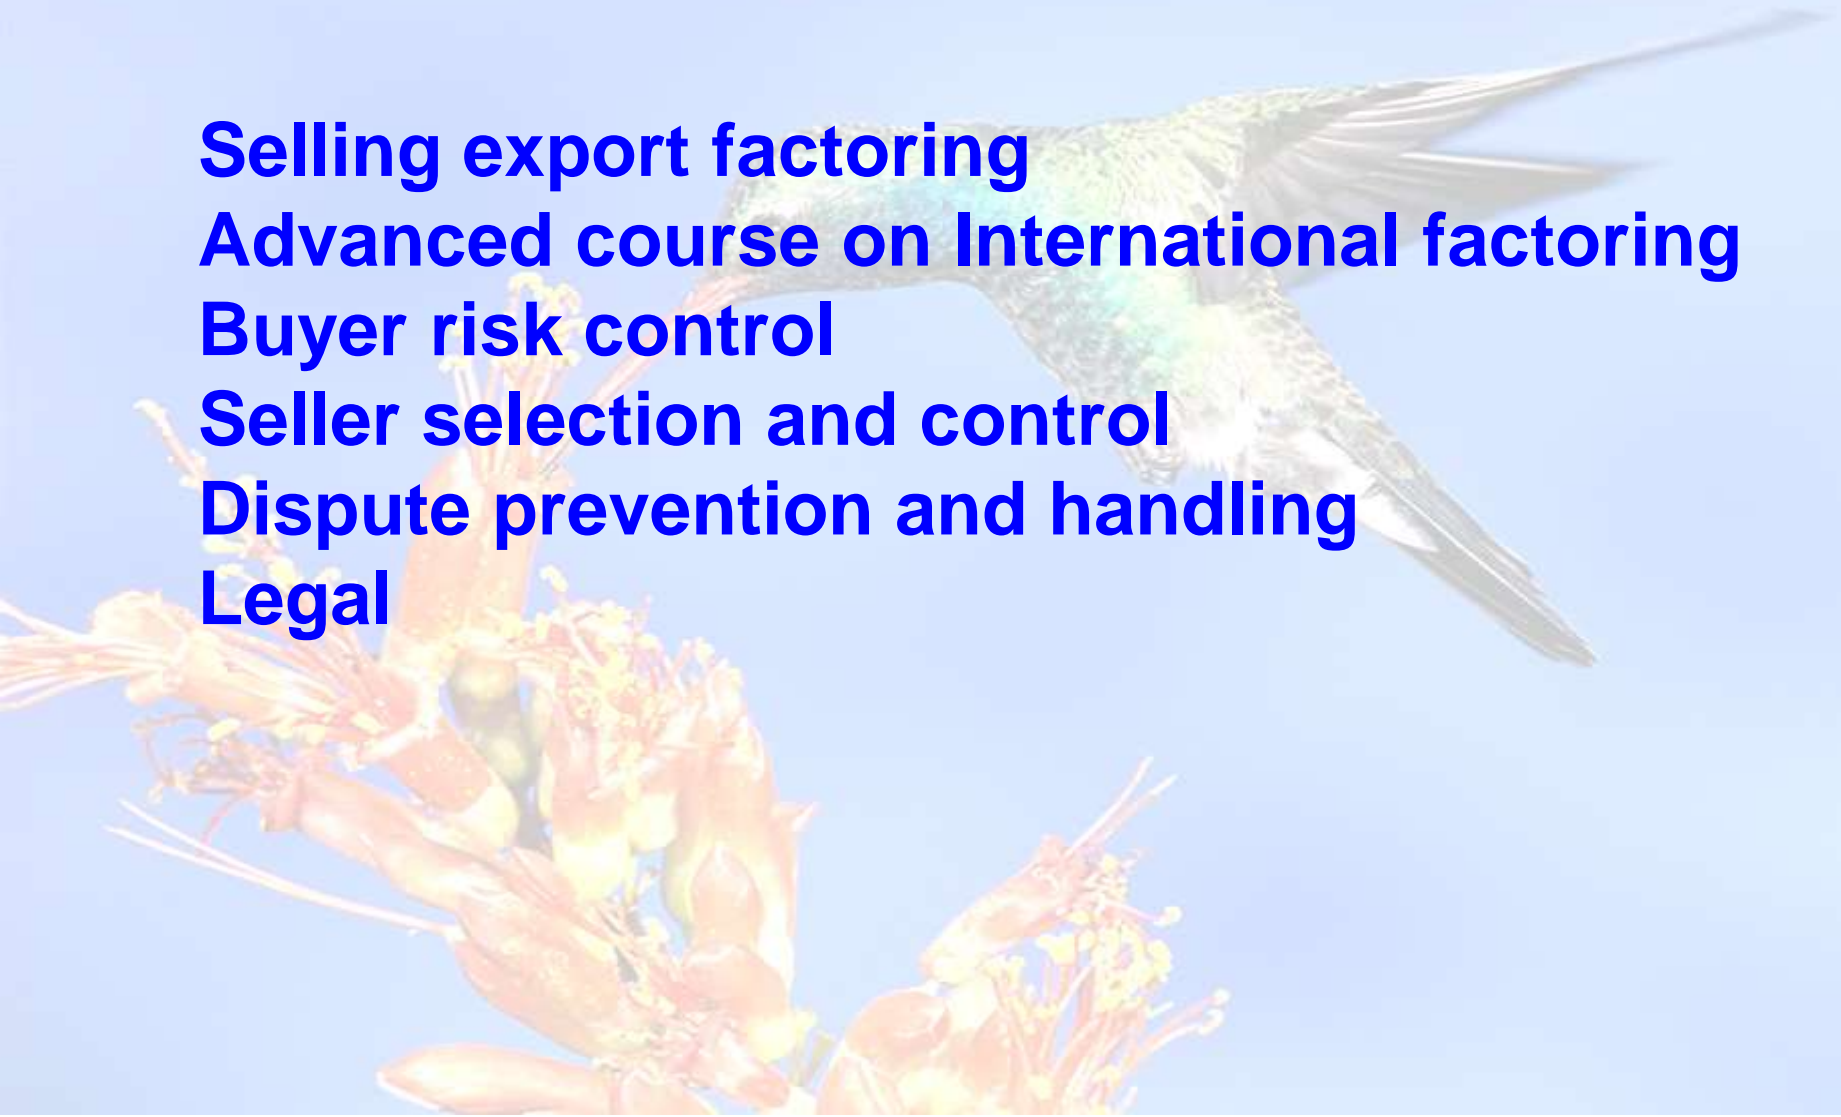 Selling export factoring
Advanced course on International factoring
Buyer risk control
Seller selection and control
Dispute prevention and handling
Legal